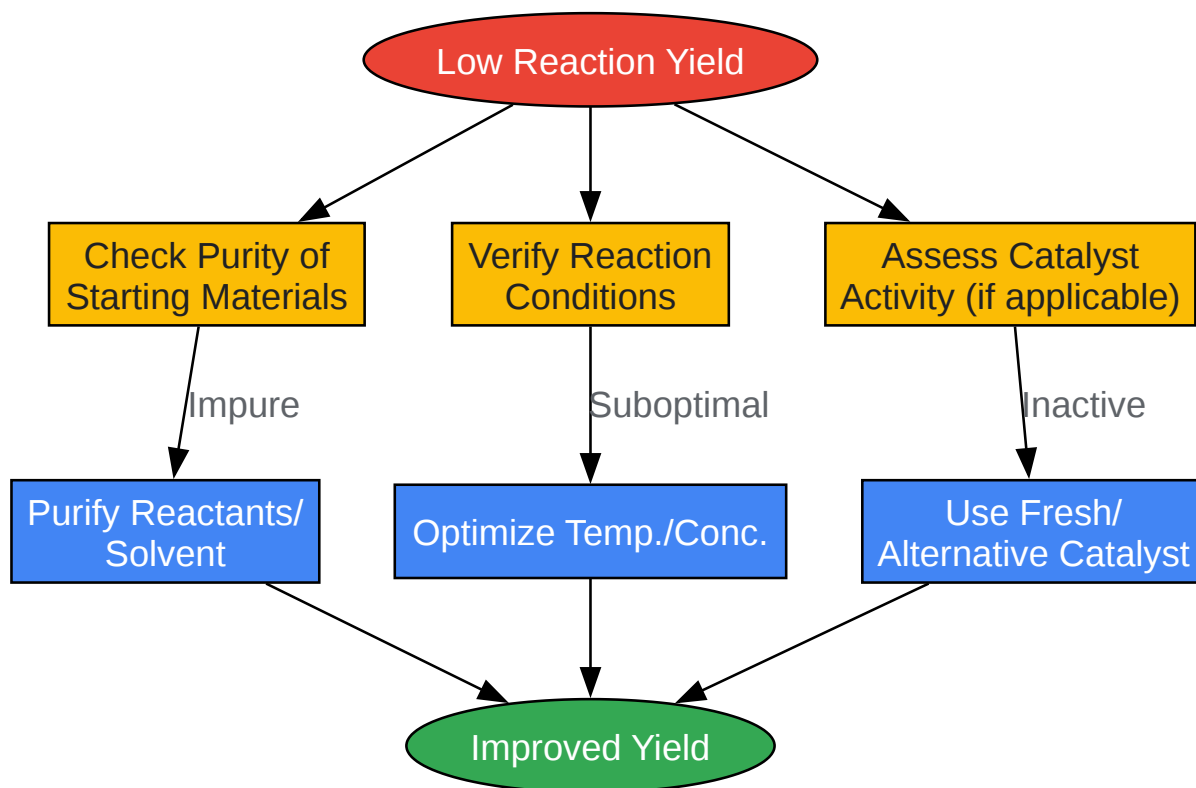 Low Reaction Yield
Check Purity of
Starting Materials
Verify Reaction
Conditions
Assess Catalyst
Activity (if applicable)
Impure
Suboptimal
Inactive
Purify Reactants/
Solvent
Optimize Temp./Conc.
Use Fresh/
Alternative Catalyst
Improved Yield